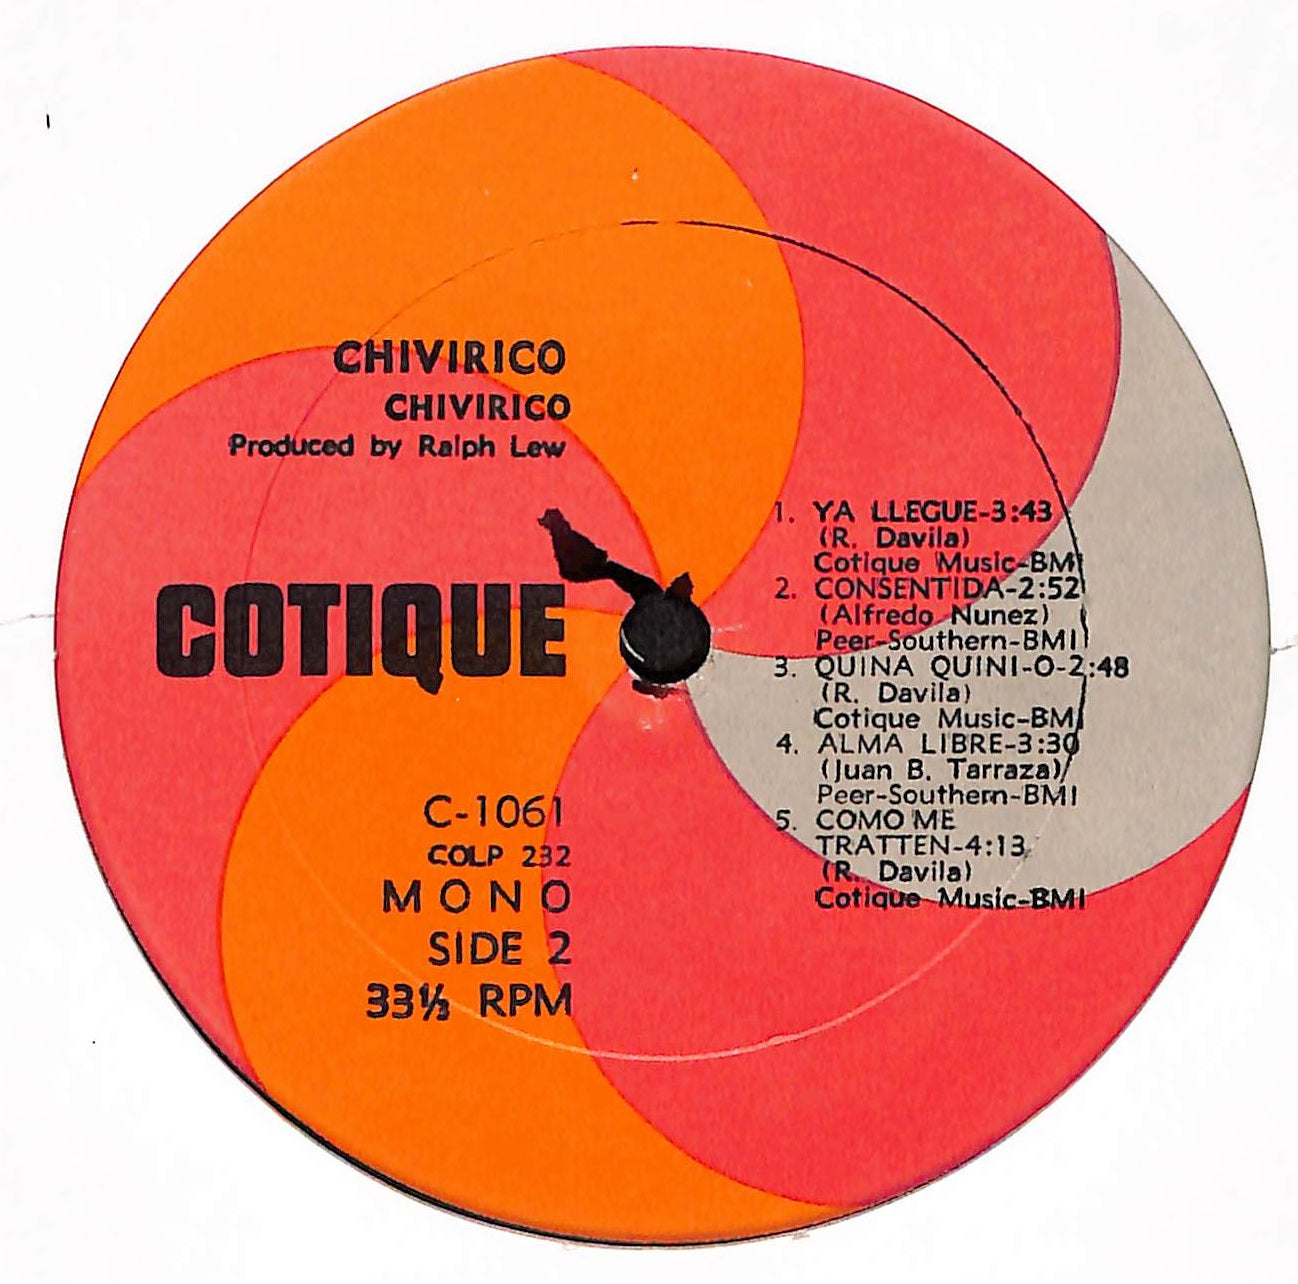 CHIVIRICO
CHIVIRICO
Produced by Ralph Lew
COTIQUE
C-1061
COLP 232
MONO
SIDE 2
33⅓ RPM
1. YA LLEGUE-3:43
(R. Davila)
Cotique Music-BMI
2. CONSENTIDA-2:52
(Alfredo Nunez)
Peer-Southern-BMI
3. QUINA QUINI-O-2:48
(R. Davila)
Cotique Music-BMI
4. ALMA LIBRE-3:30
(Juan B. Tarraza)
Peer-Southern-BMI
5. COMO ME
TRATTEN-4:13
(R. Davila)
Cotique Music-BMI